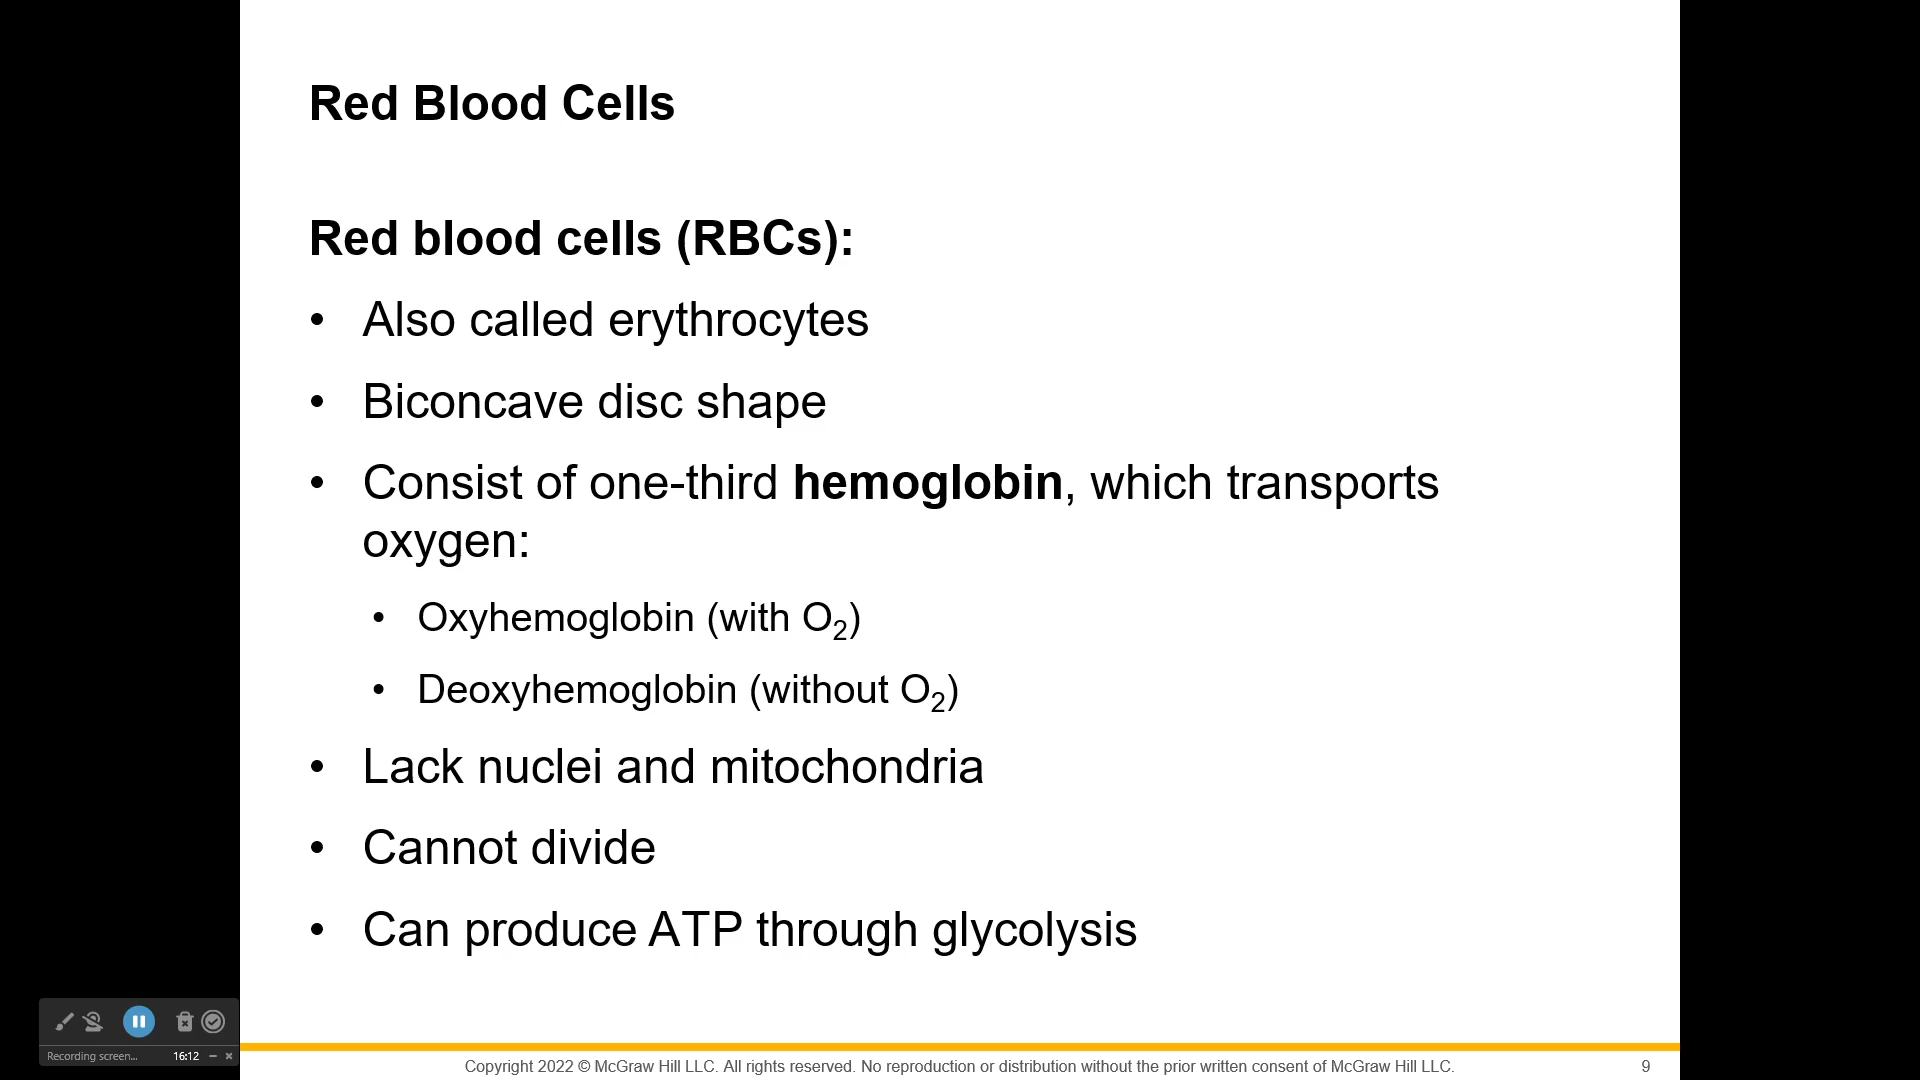 Red Blood Cells
Red blood cells (RBCs):
• Also called erythrocytes
• Biconcave disc shape
• Consist of one-third hemoglobin, which transports
oxygen:
• Oxyhemoglobin (with O₂)
• Deoxyhemoglobin (without O₂)
• Lack nuclei and mitochondria
• Cannot divide
• Can produce ATP through glycolysis
Recording screen... 16:12
Copyright 2022 © McGraw Hill LLC. All rights reserved. No reproduction or distribution without the prior written consent of McGraw Hill LLC. 9